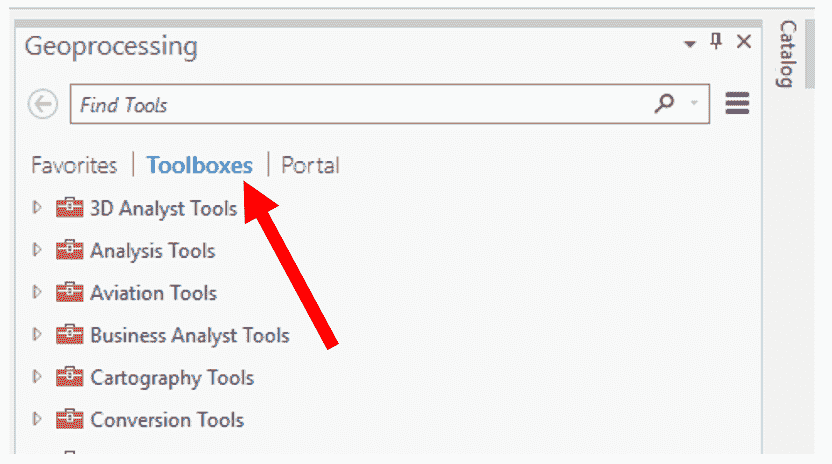 Geoprocessing
Catalog
Find Tools
Favorites | Toolboxes | Portal
3D Analyst Tools
Analysis Tools
Aviation Tools
Business Analyst Tools
Cartography Tools
Conversion Tools